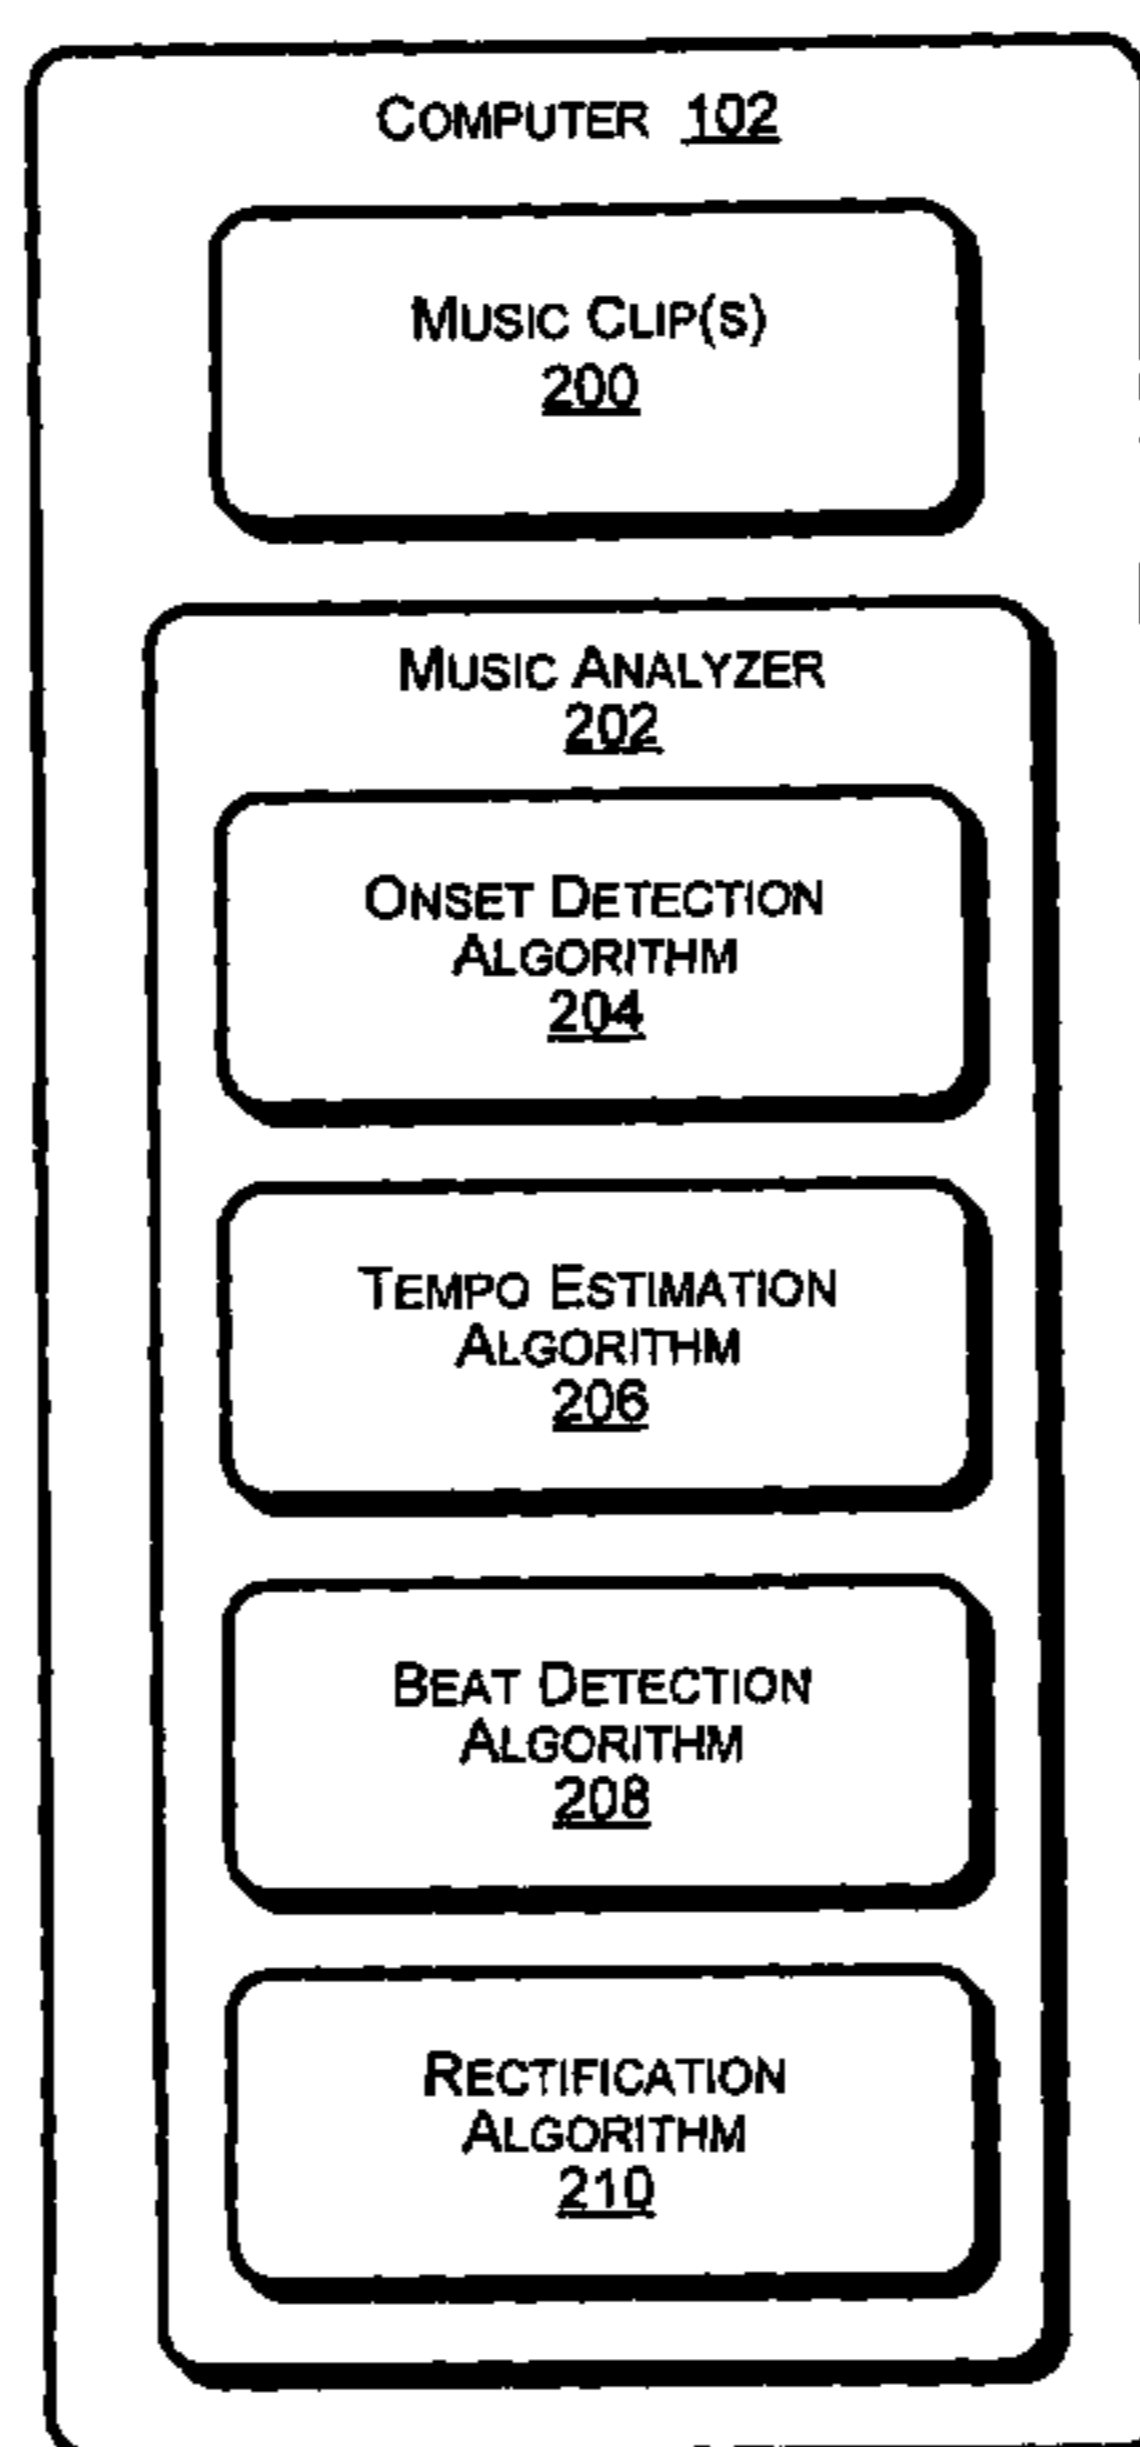 COMPUTER 102
MUSIC CLIP(S)
200
MUSIC ANALYZER
202
ONSET DETECTION
ALGORITHM
204
TEMPO ESTIMATION
ALGORITHM
206
BEAT DETECTION
ALGORITHM
208
RECTIFICATION
ALGORITHM
210